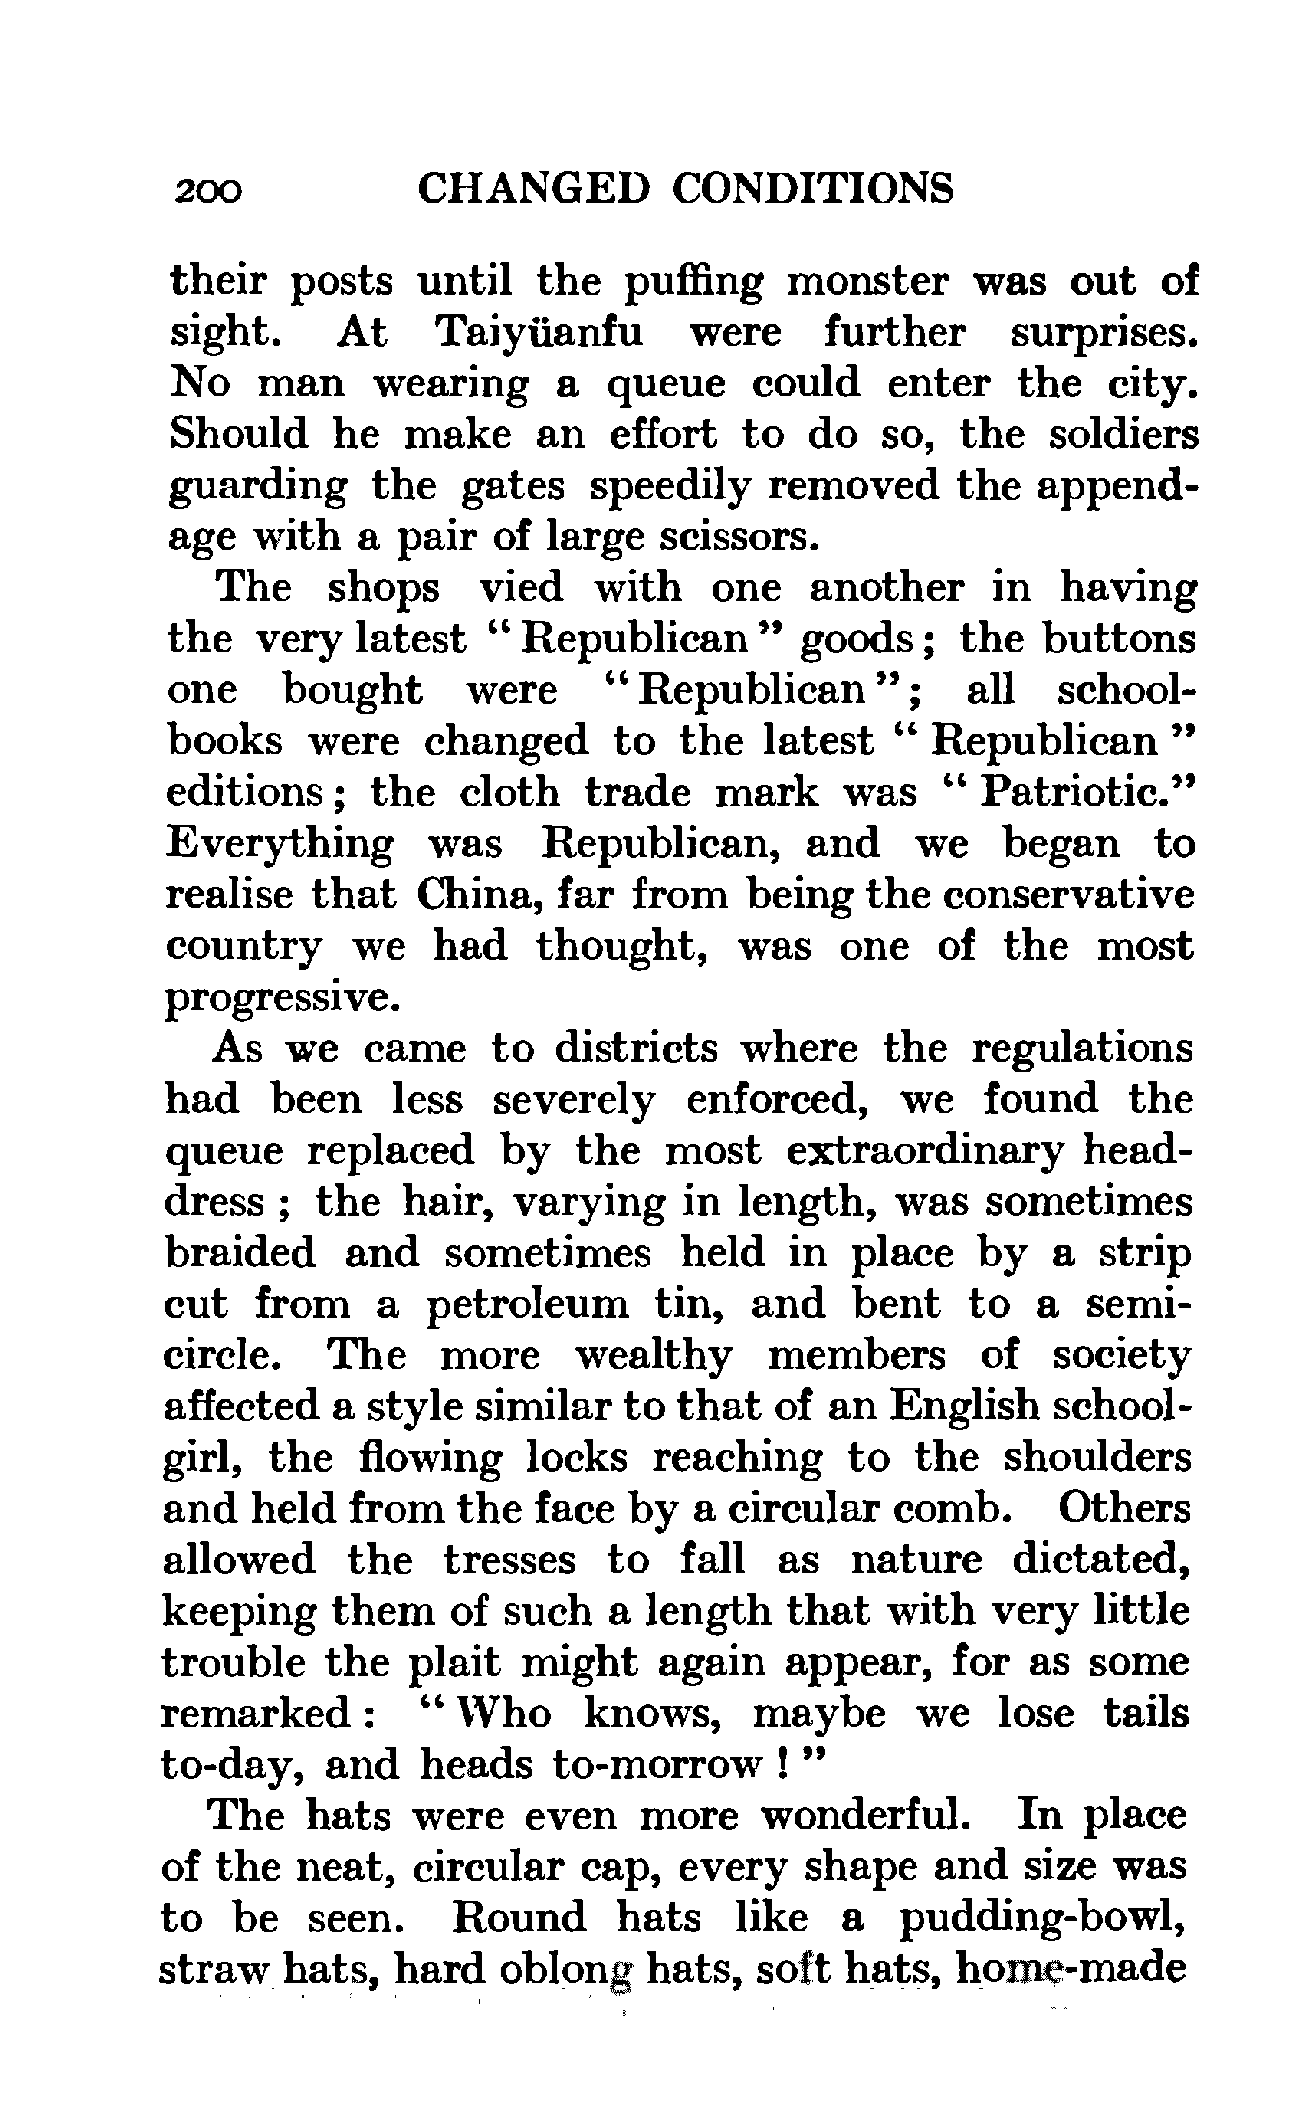 200 CHANGED CONDITIONS
their posts until the puffing monster was out of
sight. At Taiyüanfu were further surprises.
No man wearing a queue could enter the city.
Should he make an effort to do so, the soldiers
guarding the gates speedily removed the append-
age with a pair of large scissors.
The shops vied with one another in having
the very latest “ Republican ” goods ; the buttons
one bought were “ Republican ” ; all school-
books were changed to the latest “ Republican ”
editions ; the cloth trade mark was “ Patriotic.”
Everything was Republican, and we began to
realise that China, far from being the conservative
country we had thought, was one of the most
progressive.
As we came to districts where the regulations
had been less severely enforced, we found the
queue replaced by the most extraordinary head-
dress ; the hair, varying in length, was sometimes
braided and sometimes held in place by a strip
cut from a petroleum tin, and bent to a semi-
circle. The more wealthy members of society
affected a style similar to that of an English school-
girl, the flowing locks reaching to the shoulders
and held from the face by a circular comb. Others
allowed the tresses to fall as nature dictated,
keeping them of such a length that with very little
trouble the plait might again appear, for as some
remarked : “ Who knows, maybe we lose tails
to-day, and heads to-morrow ! ”
The hats were even more wonderful. In place
of the neat, circular cap, every shape and size was
to be seen. Round hats like a pudding-bowl,
straw hats, hard oblong hats, soft hats, home-made